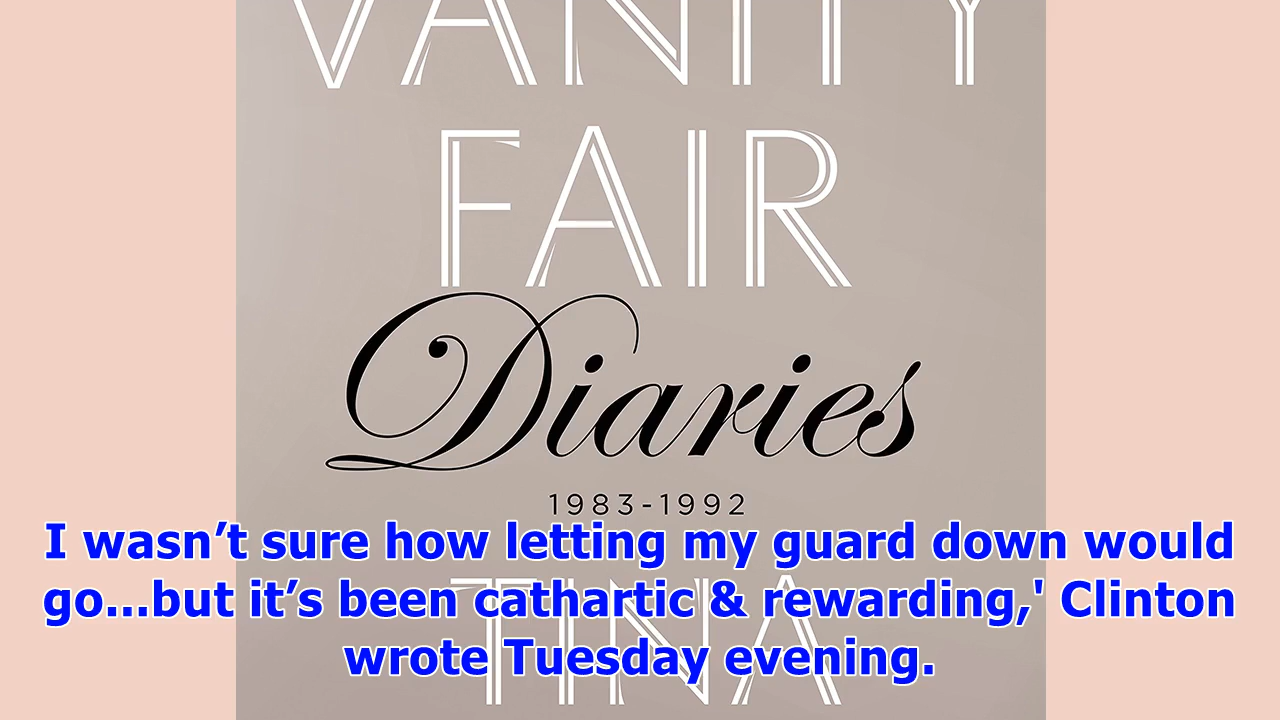 VANITY
FAIR
Diaries
1983-1992
TINA
I wasn’t sure how letting my guard down would
go...but it’s been cathartic & rewarding,' Clinton
wrote Tuesday evening.